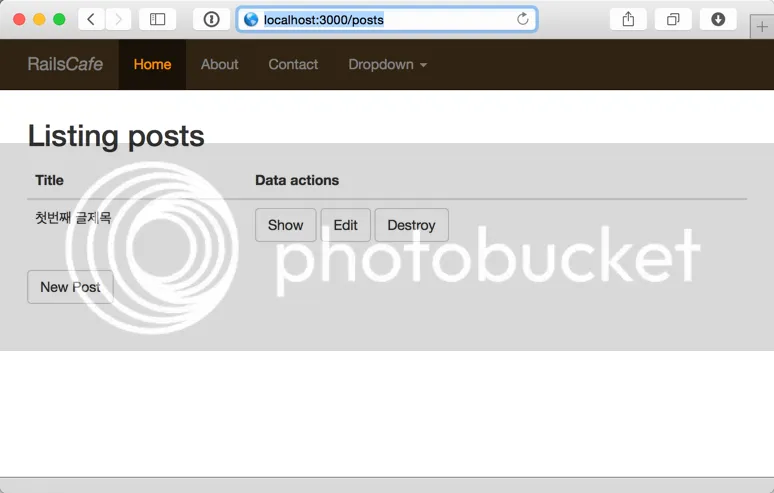 localhost:3000/posts
RailsCafe Home About Contact Dropdown
Listing posts
Title Data actions
첫번째 글제목 Show Edit Destroy
photobucket
New Post